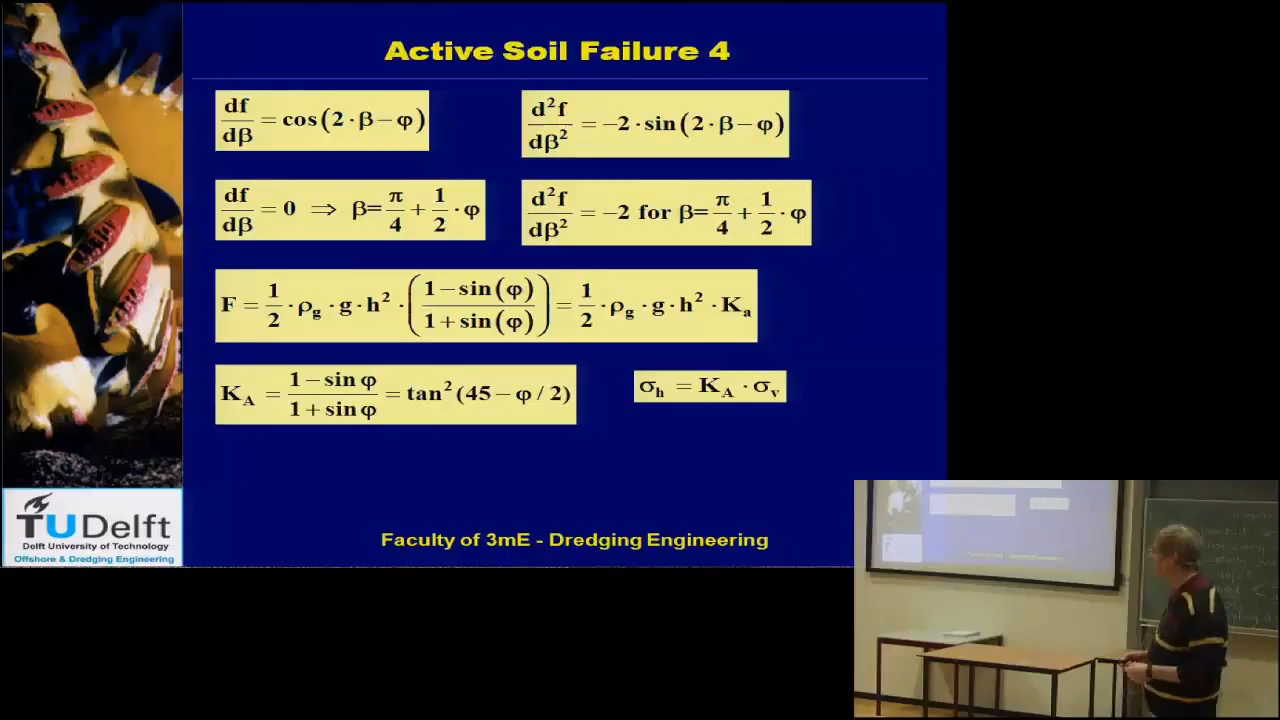 Active Soil Failure 4
df/dβ = cos(2·β−φ)
d²f/dβ² = −2·sin(2·β−φ)
df/dβ = 0 ⇒ β=π/4+1/2·φ
d²f/dβ² = −2 for β=π/4+1/2·φ
F = 1/2·ρg·g·h²·((1−sin(φ))/(1+sin(φ))) = 1/2·ρg·g·h²·Ka
KA = (1−sin φ)/(1+sin φ) = tan²(45−φ/2)
σh = KA·σv
TUDelft
Delft University of Technology
Offshore & Dredging Engineering
Faculty of 3mE - Dredging Engineering